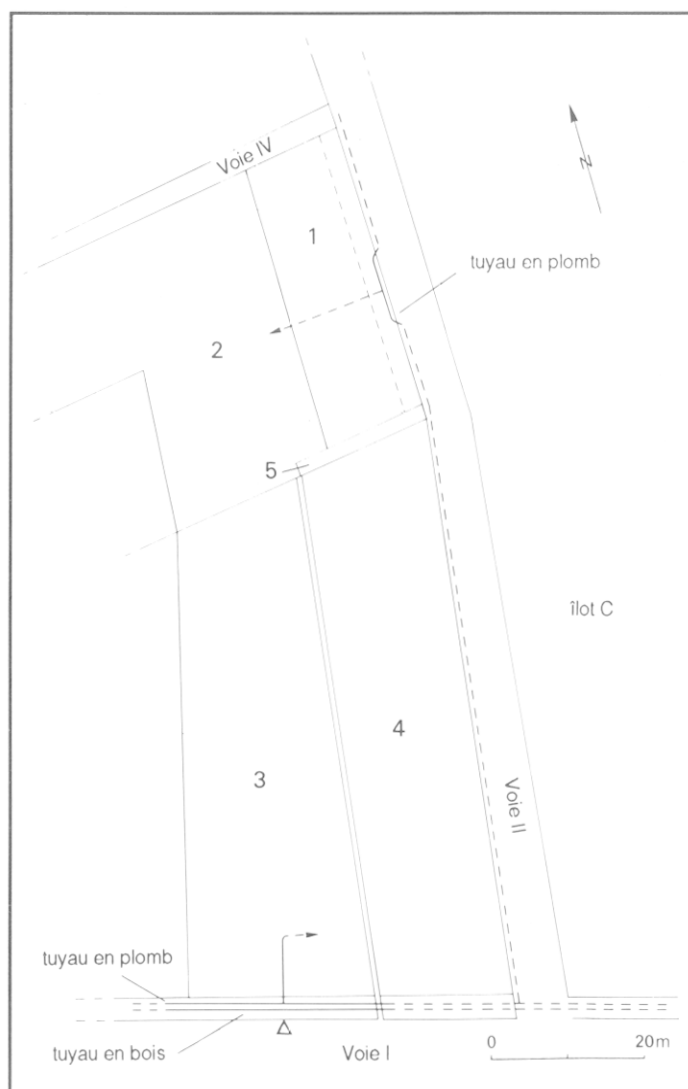 Voie IV
N
1
tuyau en plomb
2
5
îlot C
4
3
Voie II
tuyau en plomb
tuyau en bois
Voie I
0 20 m